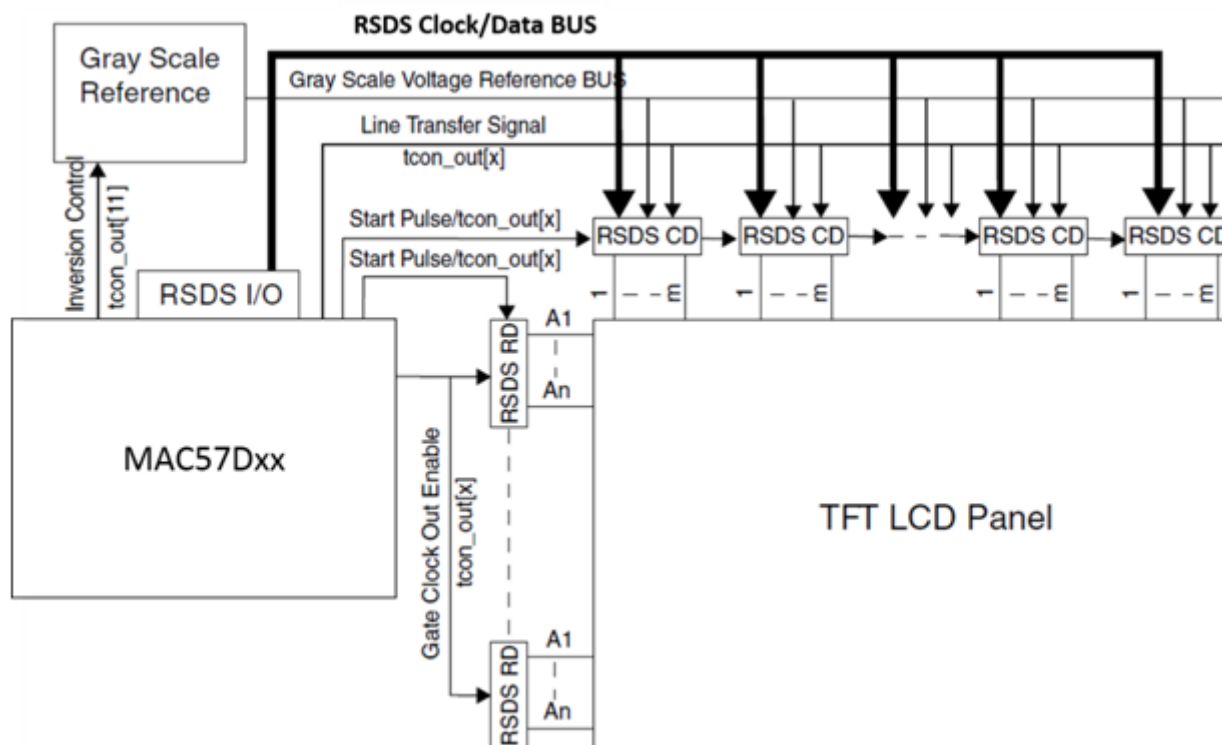 RSDS Clock/Data BUS
Gray Scale
Reference
Gray Scale Voltage Reference BUS
Line Transfer Signal
tcon_out[x]
Inversion Control
tcon_out[11]
Start Pulse/tcon_out[x]
Start Pulse/tcon_out[x]
RSDS CD
RSDS CD
RSDS CD
RSDS CD
RSDS I/O
1 m
1 m
1 m
1 m
RSDS RD
A1
An
MAC57Dxx
Gate Clock Out Enable
tcon_out[x]
TFT LCD Panel
RSDS RD
A1
An